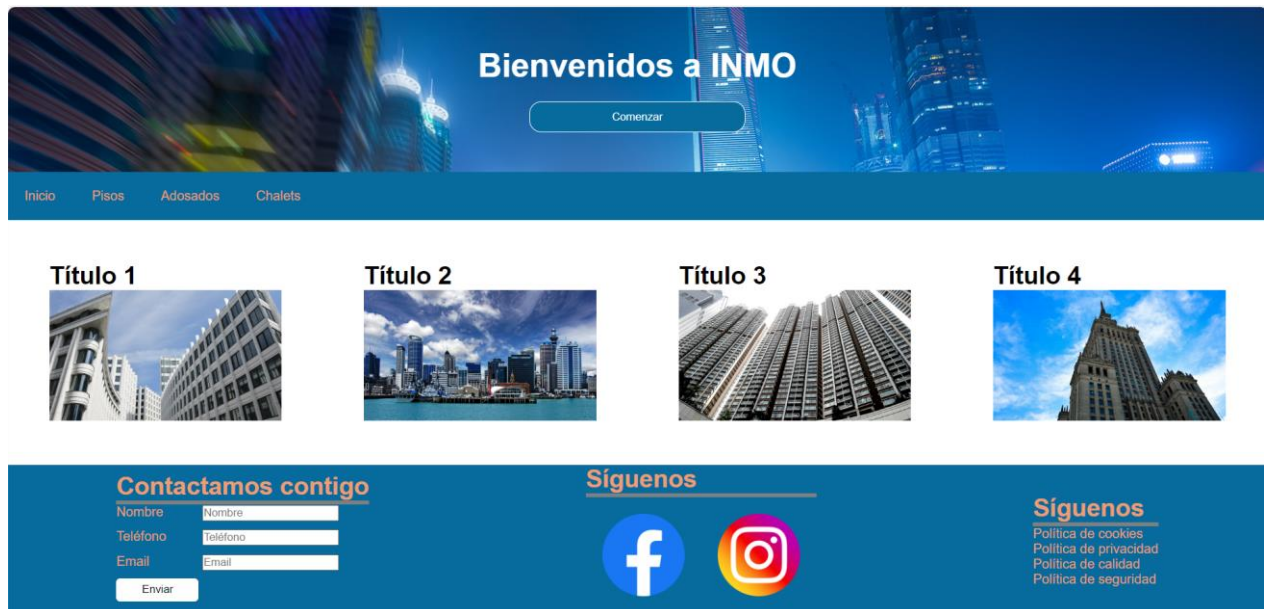 Bienvenidos a INMO
Comenzar
Inicio Pisos Adosados Chalets
Título 1
Título 2
Título 3
Título 4
Contactamos contigo
Nombre Nombre
Teléfono Teléfono
Email Email
Enviar
Síguenos
Síguenos
Política de cookies
Política de privacidad
Política de calidad
Política de seguridad